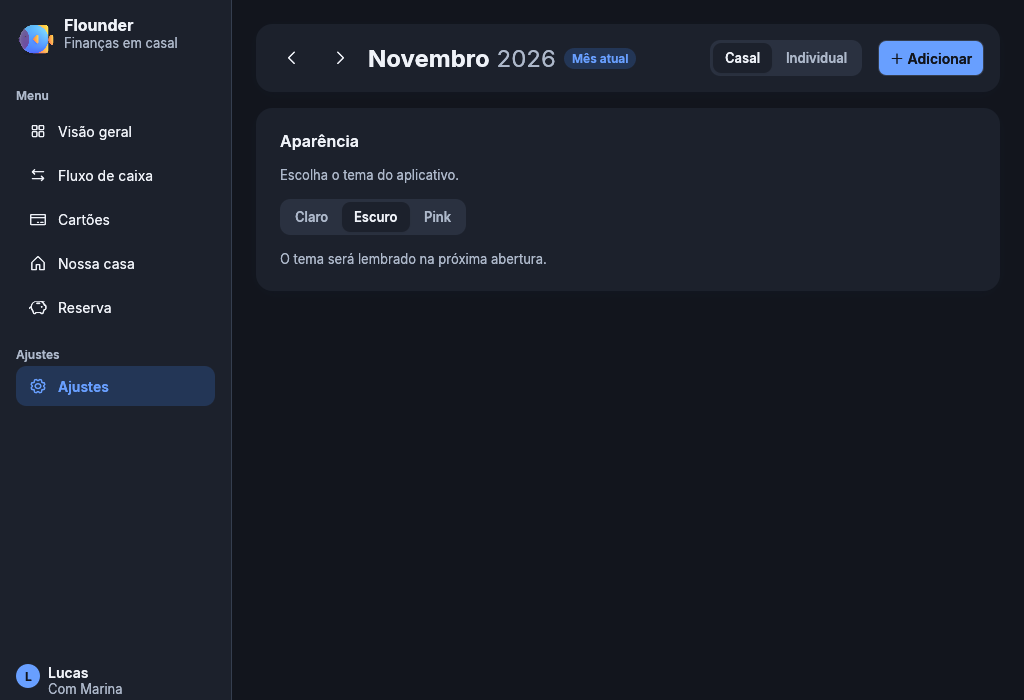 Flounder
Finanças em casal
Menu
Visão geral
Fluxo de caixa
Cartões
Nossa casa
Reserva
Ajustes
Ajustes
L
Lucas
Com Marina
Novembro 2026 Mês atual
Casal Individual
+ Adicionar
Aparência
Escolha o tema do aplicativo.
Claro Escuro Pink
O tema será lembrado na próxima abertura.